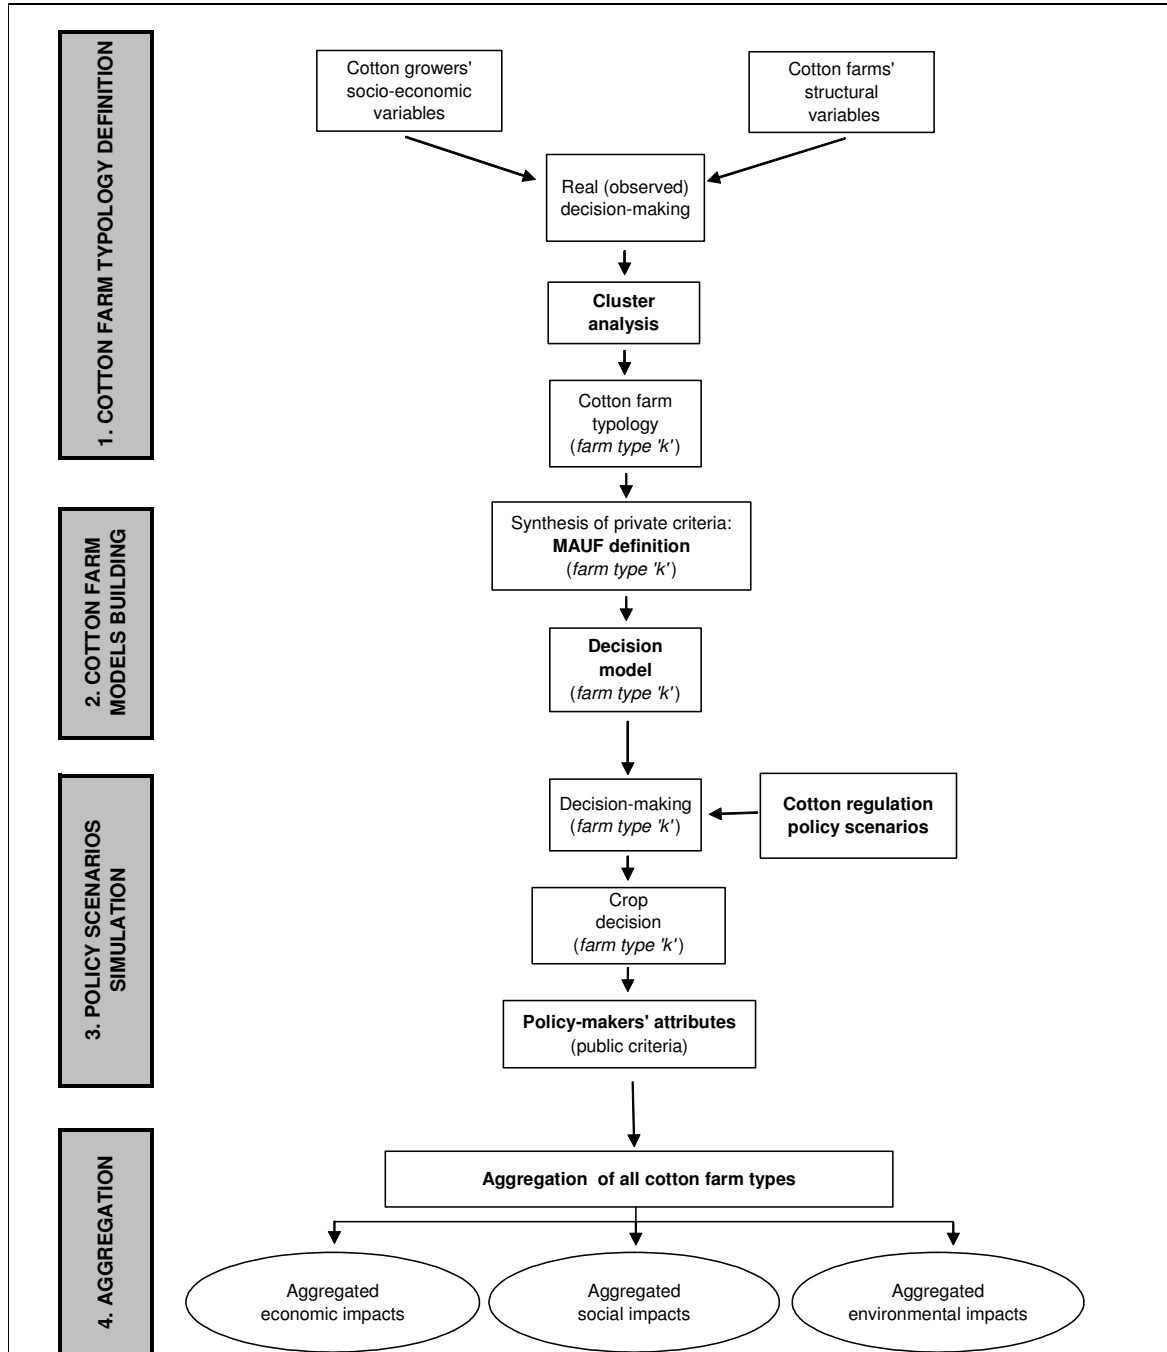 1. COTTON FARM TYPOLOGY DEFINITION
Cotton growers'
socio-economic
variables
Cotton farms'
structural
variables
Real (observed)
decision-making
Cluster
analysis
Cotton farm
typology
(farm type 'k')
2. COTTON FARM
MODELS BUILDING
Synthesis of private criteria:
MAUF definition
(farm type 'k')
Decision
model
(farm type 'k')
3. POLICY SCENARIOS
SIMULATION
Decision-making
(farm type 'k')
Cotton regulation
policy scenarios
Crop
decision
(farm type 'k')
Policy-makers' attributes
(public criteria)
4. AGGREGATION
Aggregation of all cotton farm types
Aggregated
economic impacts
Aggregated
social impacts
Aggregated
environmental impacts